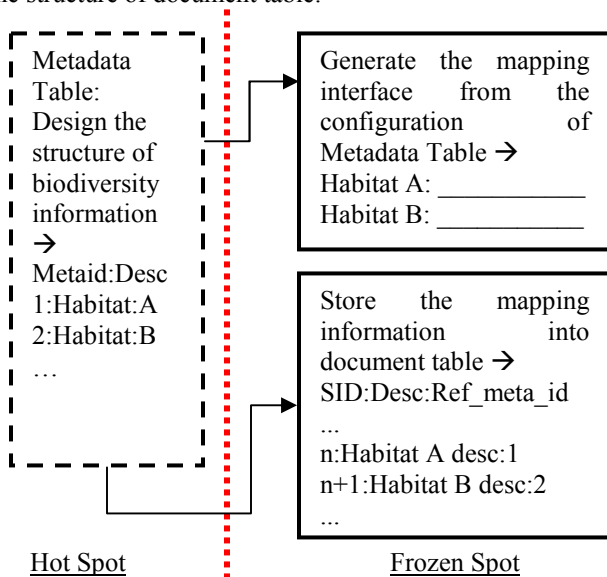 he structure of document table.
Metadata
Table:
Design the
structure of
biodiversity
information
→
Metaid:Desc
1:Habitat:A
2:Habitat:B
…
Generate the mapping
interface from the
configuration of
Metadata Table →
Habitat A: ___________
Habitat B: ___________
Store the mapping
information into
document table →
SID:Desc:Ref_meta_id
...
n:Habitat A desc:1
n+1:Habitat B desc:2
...
Hot Spot
Frozen Spot